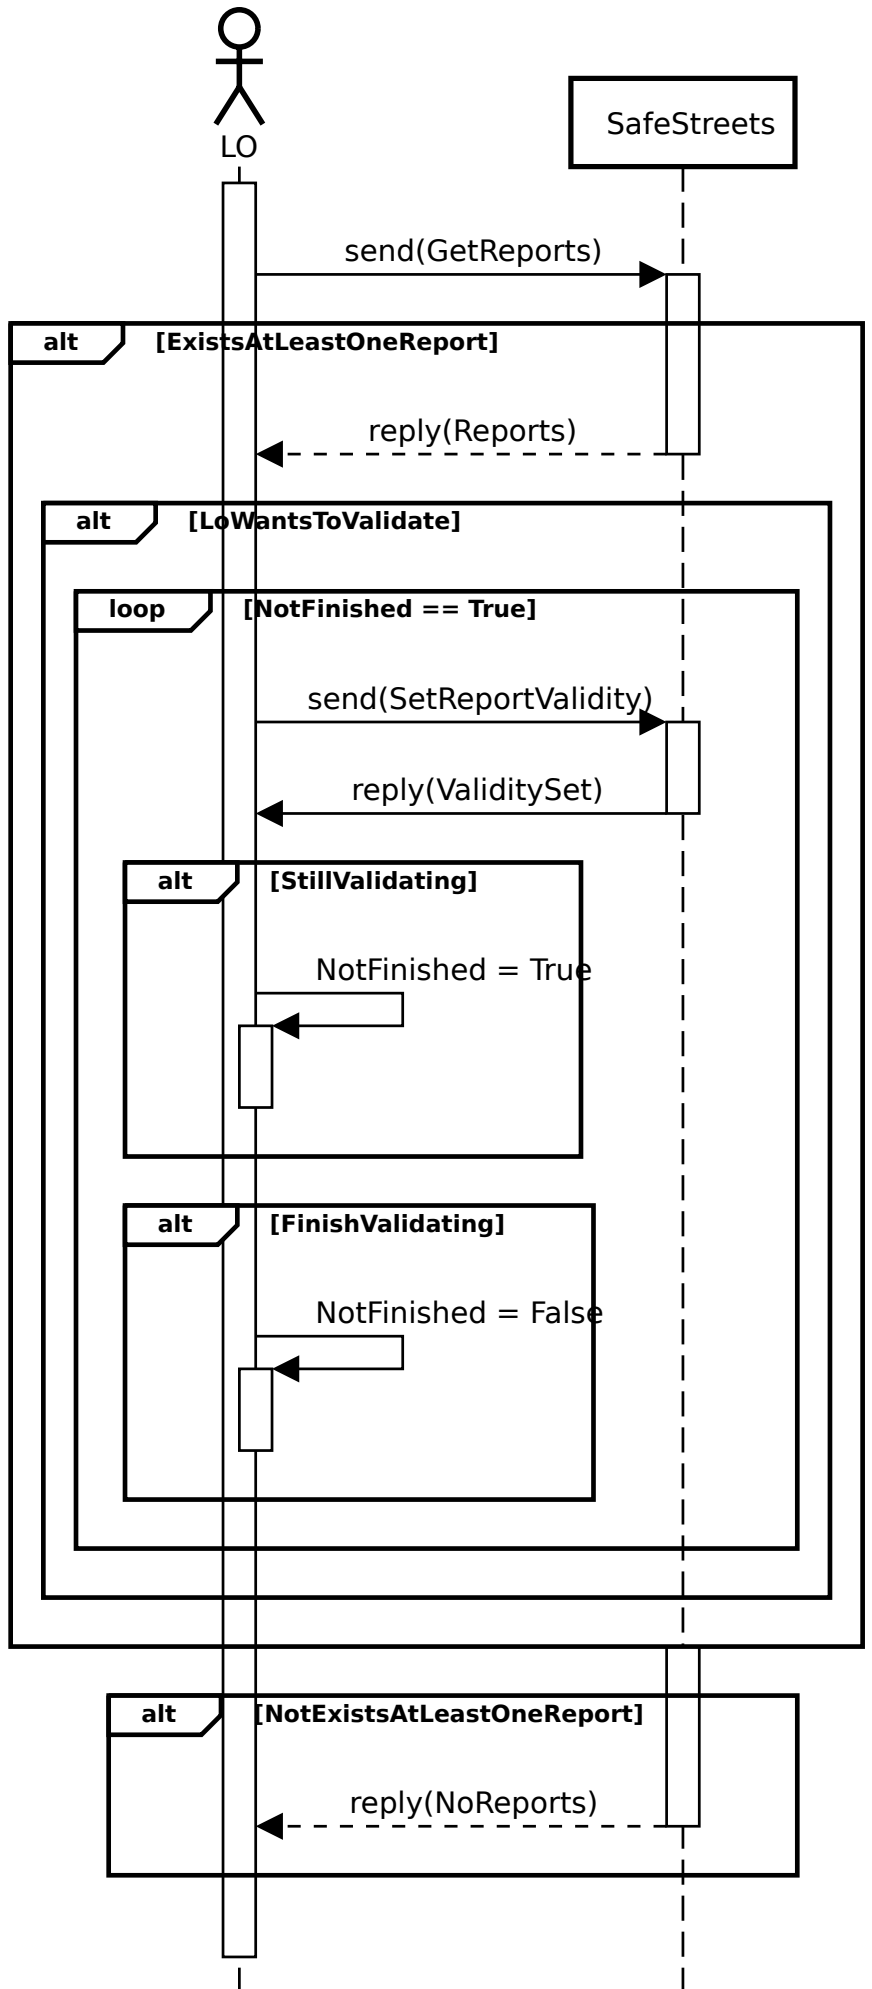 LO
SafeStreets
send(GetReports)
alt [ExistsAtLeastOneReport]
reply(Reports)
alt [LoWantsToValidate]
loop [NotFinished == True]
send(SetReportValidity)
reply(ValiditySet)
alt [StillValidating]
NotFinished = True
alt [FinishValidating]
NotFinished = False
alt [NotExistsAtLeastOneReport]
reply(NoReports)